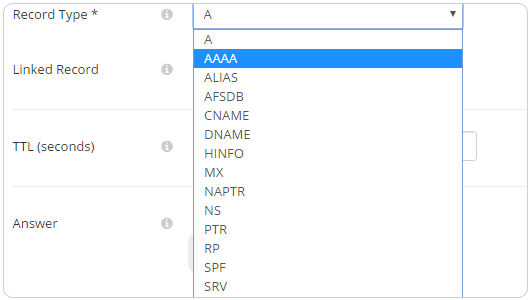 Record Type * A
A
AAAA
Linked Record
ALIAS
AFSDB
CNAME
DNAME
TTL (seconds)
HINFO
MX
NAPTR
NS
Answer
PTR
RP
SPF
SRV